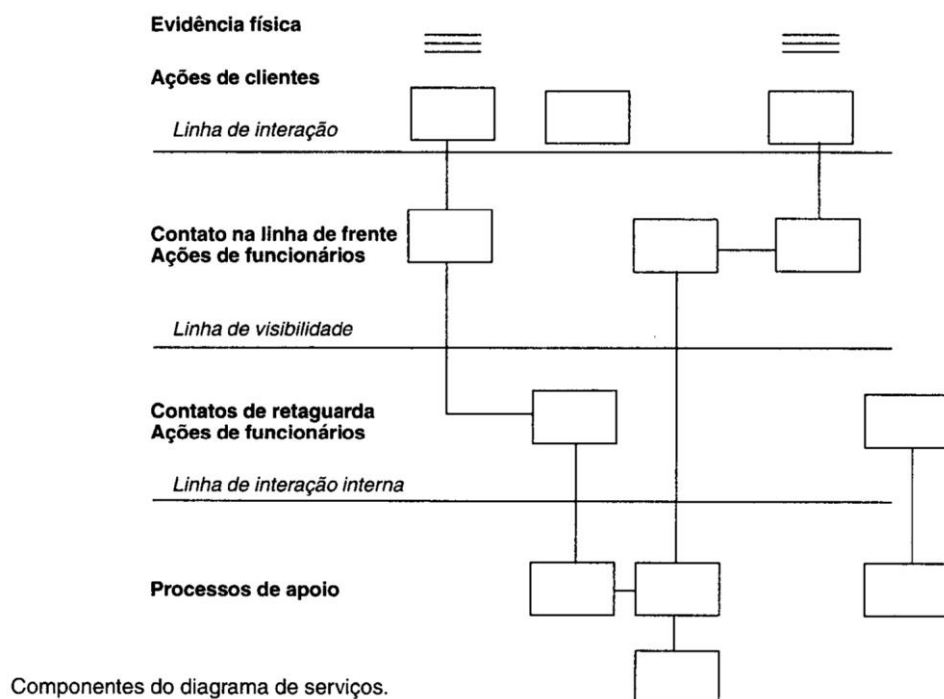 Evidência física
Ações de clientes
Linha de interação
Contato na linha de frente
Ações de funcionários
Linha de visibilidade
Contatos de retaguarda
Ações de funcionários
Linha de interação interna
Processos de apoio
Componentes do diagrama de serviços.